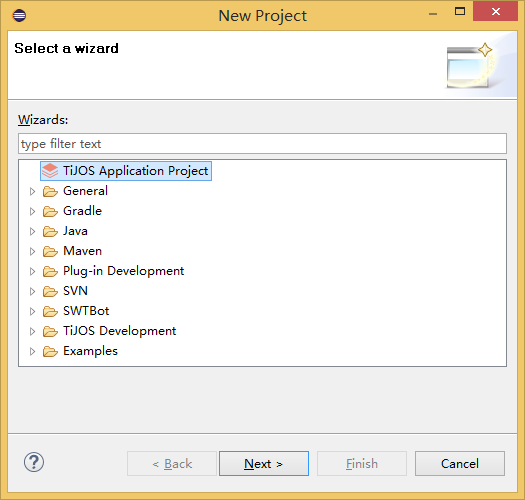 New Project
Select a wizard
Wizards:
type filter text
TiJOS Application Project
General
Gradle
Java
Maven
Plug-in Development
SVN
SWTBot
TiJOS Development
Examples
< Back
Next >
Finish
Cancel